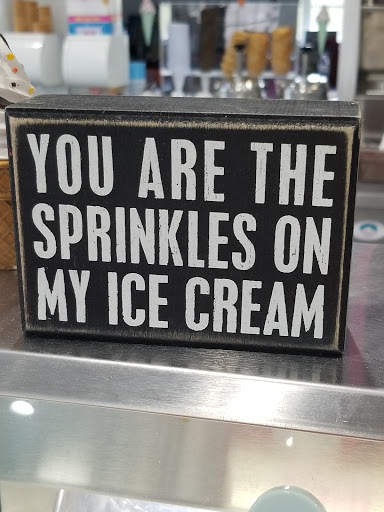 YOU ARE THE
SPRINKLES ON
MY ICE CREAM